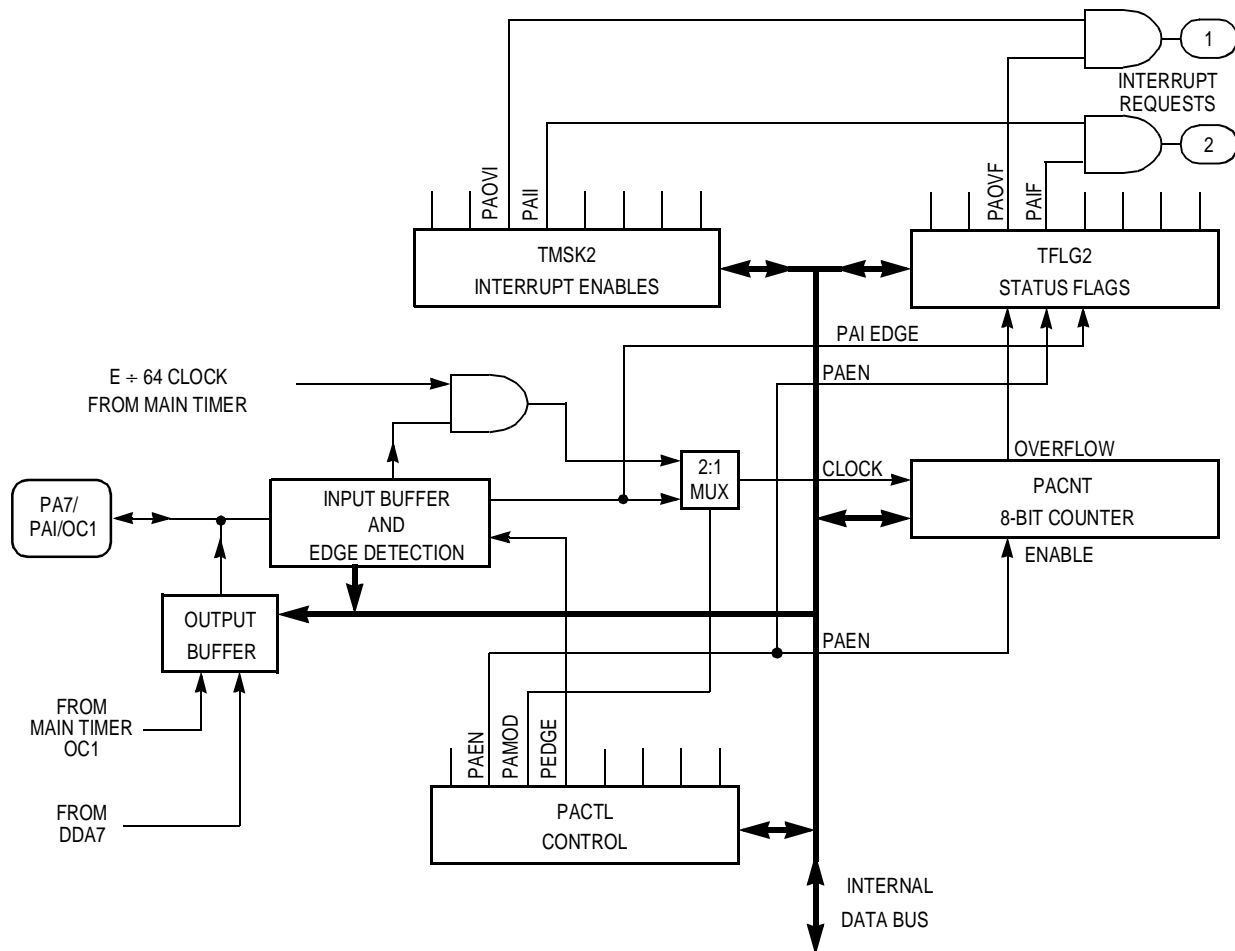 1
INTERRUPT
REQUESTS
2
PAOVI
PAII
PAOVF
PAIF
TMSK2
INTERRUPT ENABLES
TFLG2
STATUS FLAGS
PAI EDGE
E ÷ 64 CLOCK
FROM MAIN TIMER
PAEN
OVERFLOW
2:1
MUX
CLOCK
PACNT
8-BIT COUNTER
PA7/
PAI/OC1
INPUT BUFFER
AND
EDGE DETECTION
ENABLE
OUTPUT
BUFFER
PAEN
FROM
MAIN TIMER
OC1
PAEN
PAMOD
PEDGE
FROM
DDA7
PACTL
CONTROL
INTERNAL
DATA BUS